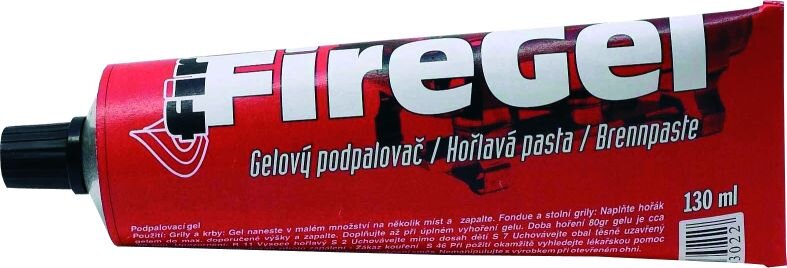 FireGel
Gelový podpalovač / Hořlavá pasta / Brennpaste
130 ml
Podpalovací gel
Použití: Grily a krby: Gel naneste v malém množství na několik míst a zapalte. Fondue a stolní grily: Naplňte hořák
gelem do max. doporučené výšky a zapalte. Doplňujte až při úplném vyhoření gelu. Doba hoření 80gr gelu je cca
R 11 Vysoce hořlavý S 2 Uchovávejte mimo dosah dětí S 7 Uchovávejte obal těsně uzavřený
zapálení - Zákaz kouření. S 46 Při požití okamžitě vyhledejte lékařskou pomoc
Nemanipulujte s výrobkem při otevřeném ohni.